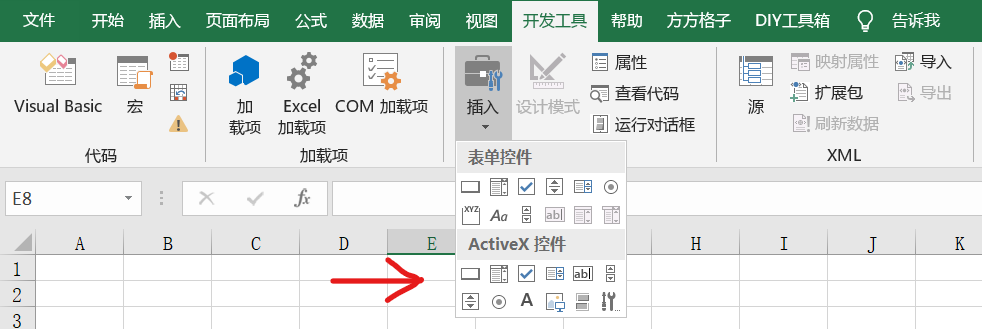 文件 开始 插入 页面布局 公式 数据 审阅 视图 开发工具 帮助 方方格子 DIY工具箱 告诉我
Visual Basic 宏 加载项 Excel 加载项 COM 加载项 插入 设计模式 属性 查看代码 运行对话框 源 映射属性 扩展包 刷新数据 导入 导出
代码 加载项 XML
表单控件
E8 fx
XYZ Aa ab|
A B C D E H I J K
ActiveX 控件
1 ab|
2 A
3